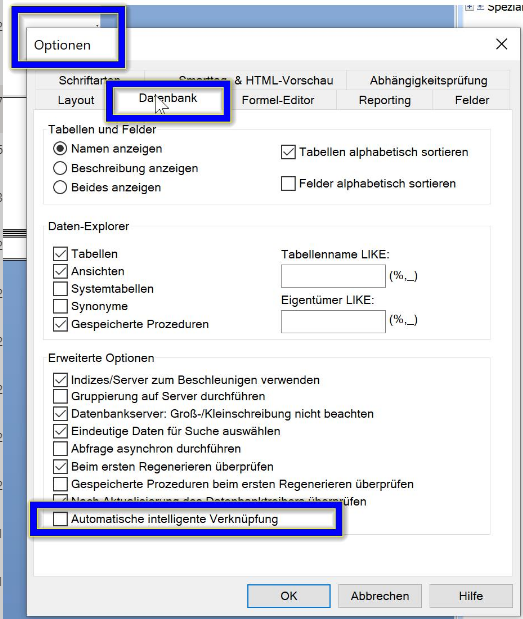 Spezial
Optionen
Schriftarten Smarttag- & HTML-Vorschau Abhängigkeitsprüfung
Layout Datenbank Formel-Editor Reporting Felder
Tabellen und Felder
Namen anzeigen
Beschreibung anzeigen
Beides anzeigen
Tabellen alphabetisch sortieren
Felder alphabetisch sortieren
Daten-Explorer
Tabellen
Ansichten
Systemtabellen
Synonyme
Gespeicherte Prozeduren
Tabellenname LIKE:
(%,_)
Eigentümer LIKE:
(%,_)
Erweiterte Optionen
Indizes/Server zum Beschleunigen verwenden
Gruppierung auf Server durchführen
Datenbankserver: Groß-/Kleinschreibung nicht beachten
Eindeutige Daten für Suche auswählen
Abfrage asynchron durchführen
Beim ersten Regenerieren überprüfen
Gespeicherte Prozeduren beim ersten Regenerieren überprüfen
Nach Aktualisierung des Datenbanktreibers überprüfen
Automatische intelligente Verknüpfung
OK Abbrechen Hilfe